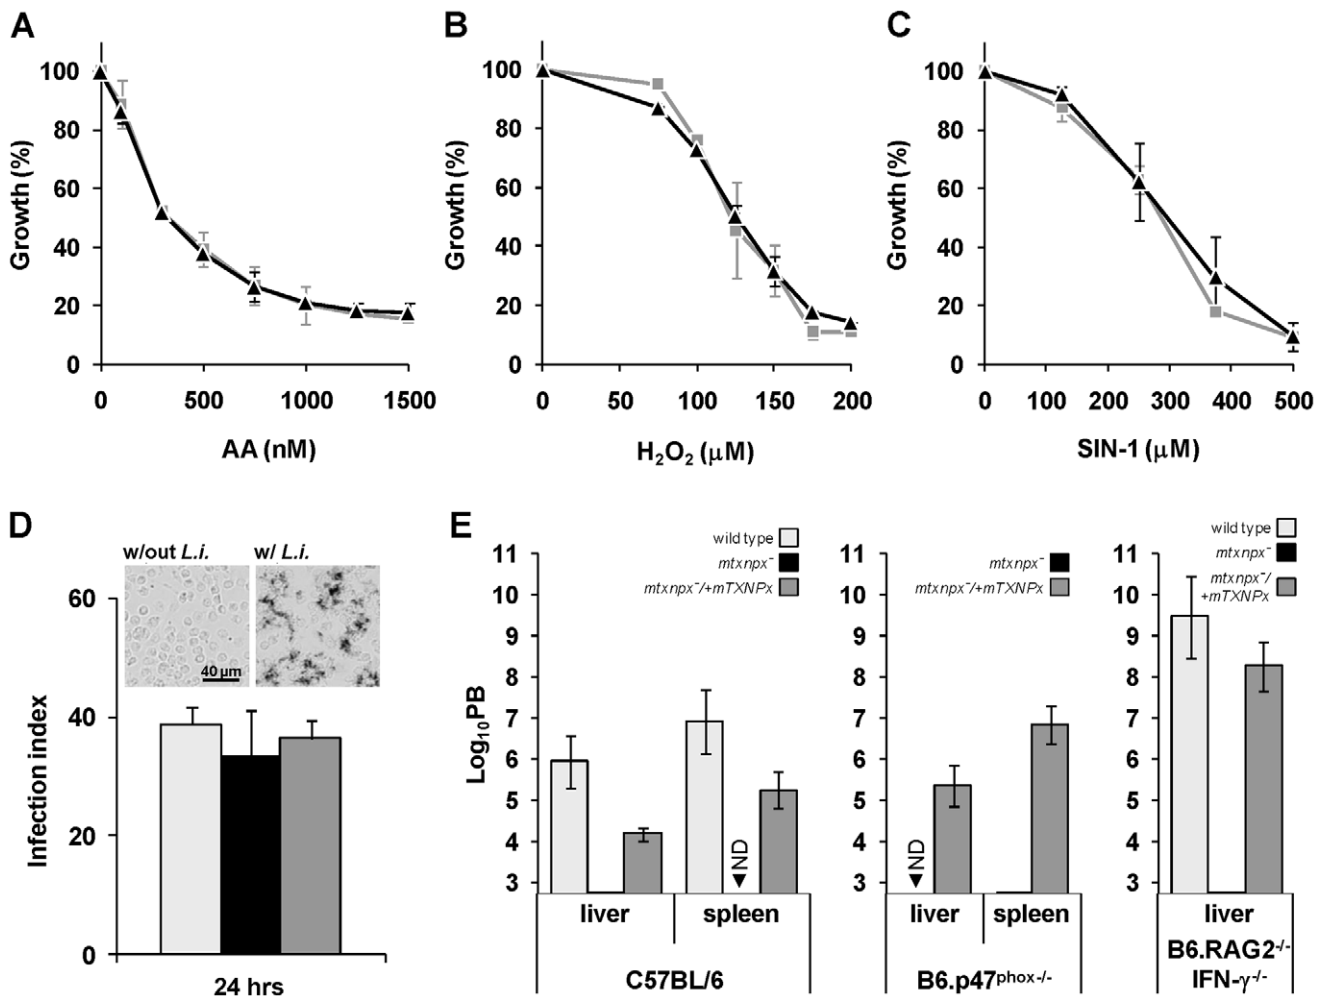 A
Growth (%)
100
80
60
40
20
0
0 500 1000 1500
AA (nM)
B
Growth (%)
100
80
60
40
20
0
0 50 100 150 200
H₂O₂ (μM)
C
Growth (%)
100
80
60
40
20
0
0 100 200 300 400 500
SIN-1 (μM)
D
w/out L.i. w/ L.i.
40 μm
Infection index
60
40
20
0
24 hrs
E
wild type
mtxnpx⁻
mtxnpx⁻/+mTXNPx
Log₁₀PB
11
10
9
8
7
6
5
4
3
ND
liver spleen
C57BL/6
mtxnpx⁻
mtxnpx⁻/+mTXNPx
11
10
9
8
7
6
5
4
3
ND
liver spleen
B6.p47phox-/-
wild type
mtxnpx⁻
mtxnpx⁻/
+mTXNPx
11
10
9
8
7
6
5
4
3
liver
B6.RAG2-/-
IFN-γ-/-